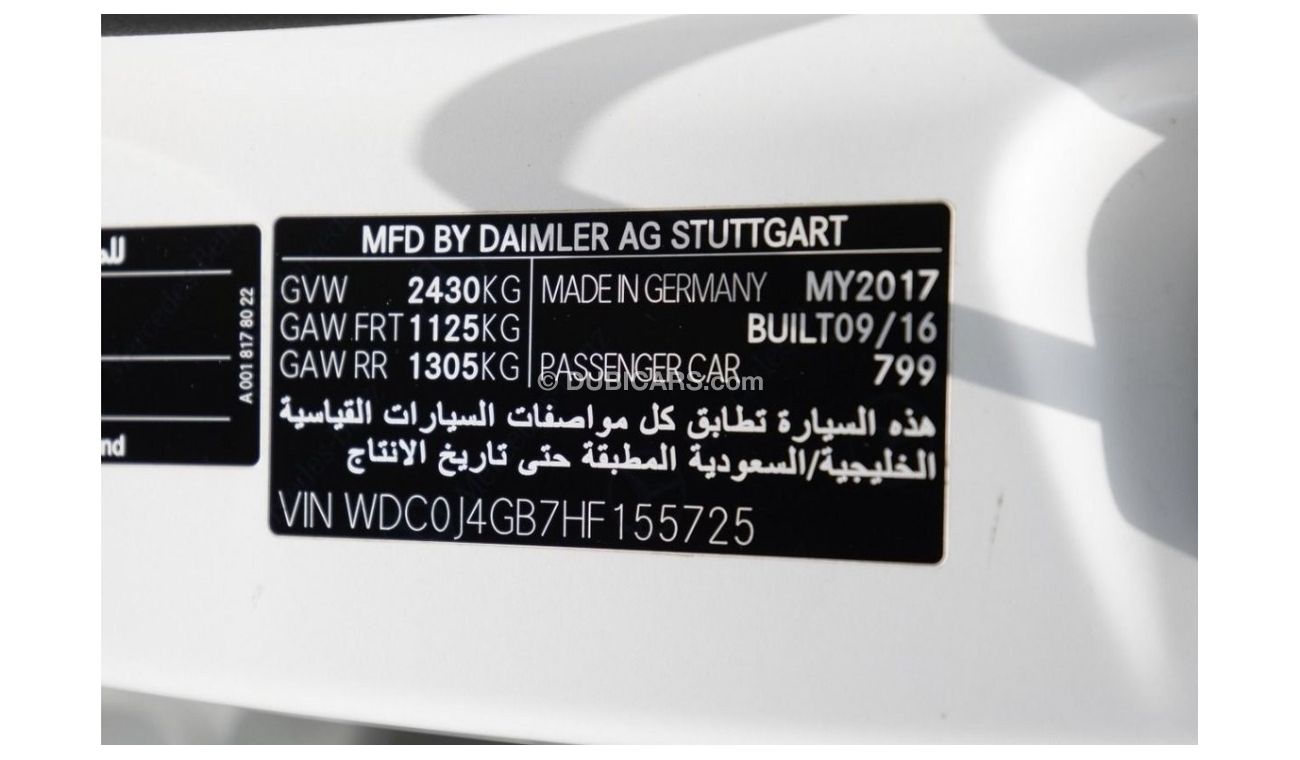 MFD BY DAIMLER AG STUTTGART
GVW 2430KG MADE IN GERMANY MY2017
GAW FRT 1125KG BUILT09/16
GAW RR 1305KG PASSENGER CAR 799
© DUBICARS.com
هذه السيارة تطابق كل مواصفات السيارات القياسية
الخليجية/السعودية المطبقة حتى تاريخ الانتاج
VIN WDC0J4GB7HF155725
A 001 817 80 22